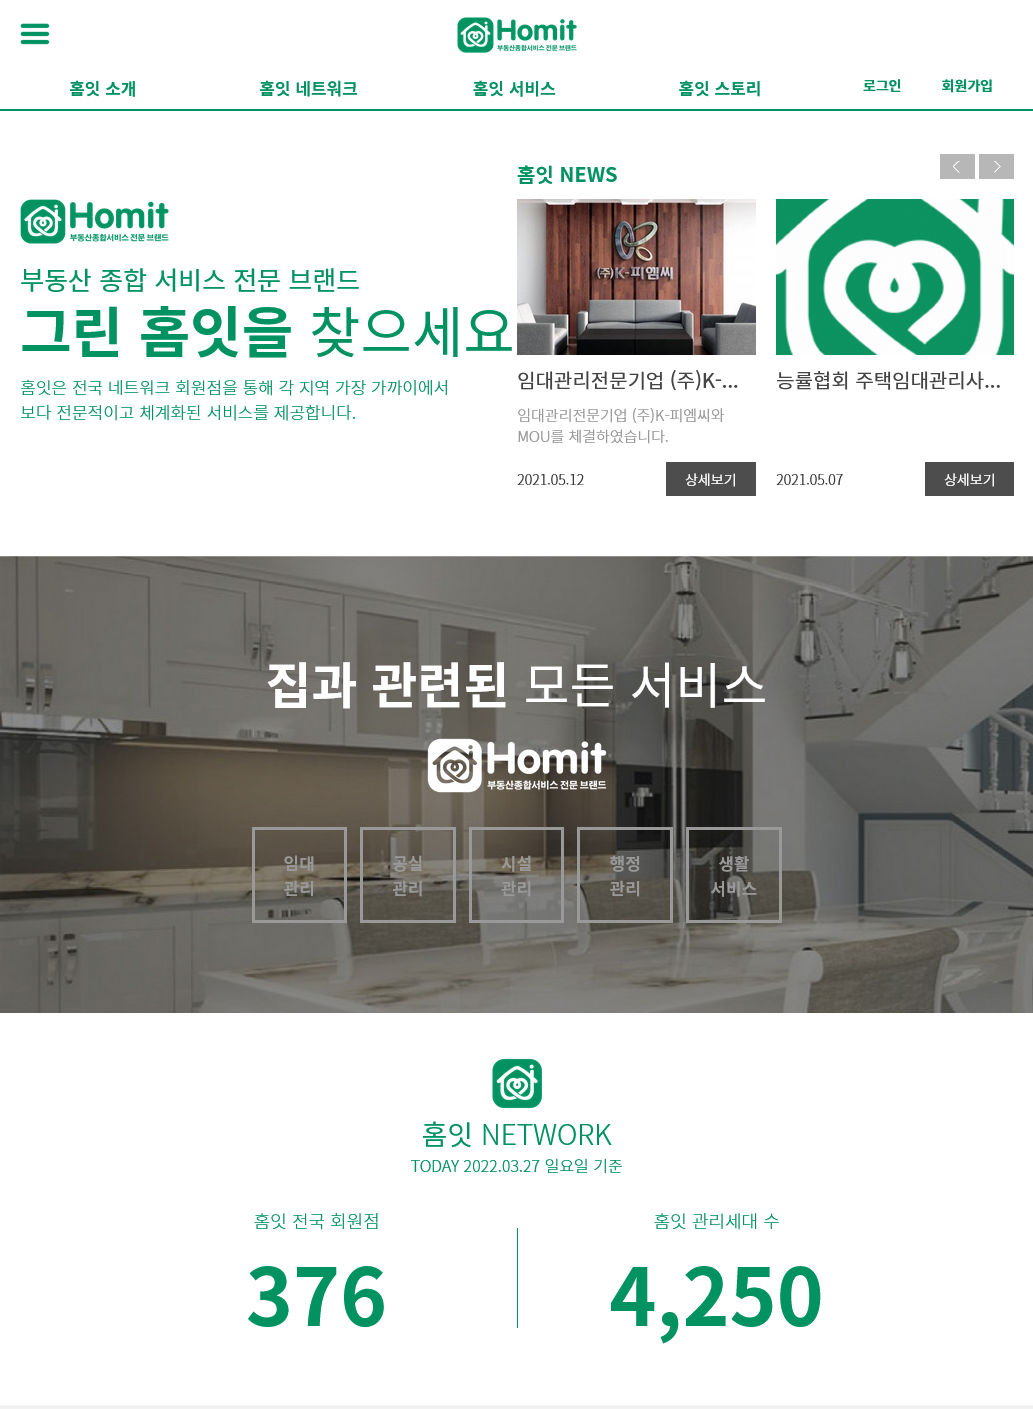 Homit
부동산종합서비스 전문 브랜드
홈잇 소개
홈잇 네트워크
홈잇 서비스
홈잇 스토리
로그인
회원가입
Homit
부동산종합서비스 전문 브랜드
부동산 종합 서비스 전문 브랜드
그린 홈잇을 찾으세요
홈잇은 전국 네트워크 회원점을 통해 각 지역 가장 가까이에서
보다 전문적이고 체계화된 서비스를 제공합니다.
홈잇 NEWS
(주)K-피엠씨
임대관리전문기업 (주)K-...
임대관리전문기업 (주)K-피엠씨와
MOU를 체결하였습니다.
2021.05.12
상세보기
능률협회 주택임대관리사...
2021.05.07
상세보기
집과 관련된 모든 서비스
Homit
부동산종합서비스 전문 브랜드
임대
관리
공실
관리
시설
관리
행정
관리
생활
서비스
홈잇 NETWORK
TODAY 2022.03.27 일요일 기준
홈잇 전국 회원점
376
홈잇 관리세대 수
4,250